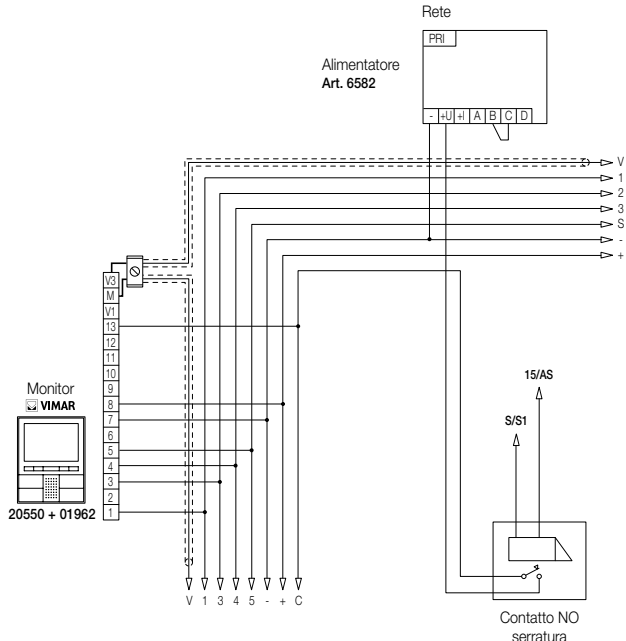 Rete
PRI
Alimentatore
Art. 6582
- +U +I A B C D
V
1
2
3
S
-
+
V3
M
V1
13
12
11
10
9
8
7
6
5
4
3
2
1
Monitor
VIMAR
20550 + 01962
15/AS
S/S1
V 1 3 4 5 - + C
Contatto NO
serratura